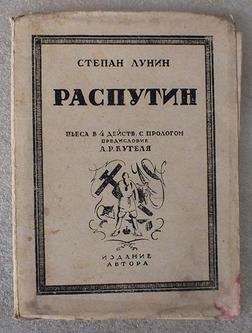 СТЕПАН ЛУНИН
РАСПУТИН
ПЬЕСА В 4 ДЕЙСТВ. С ПРОЛОГОМ
ПРЕДИСЛОВИЕ
А. Р. КУГЕЛЯ
ИЗДАНИЕ
АВТОРА